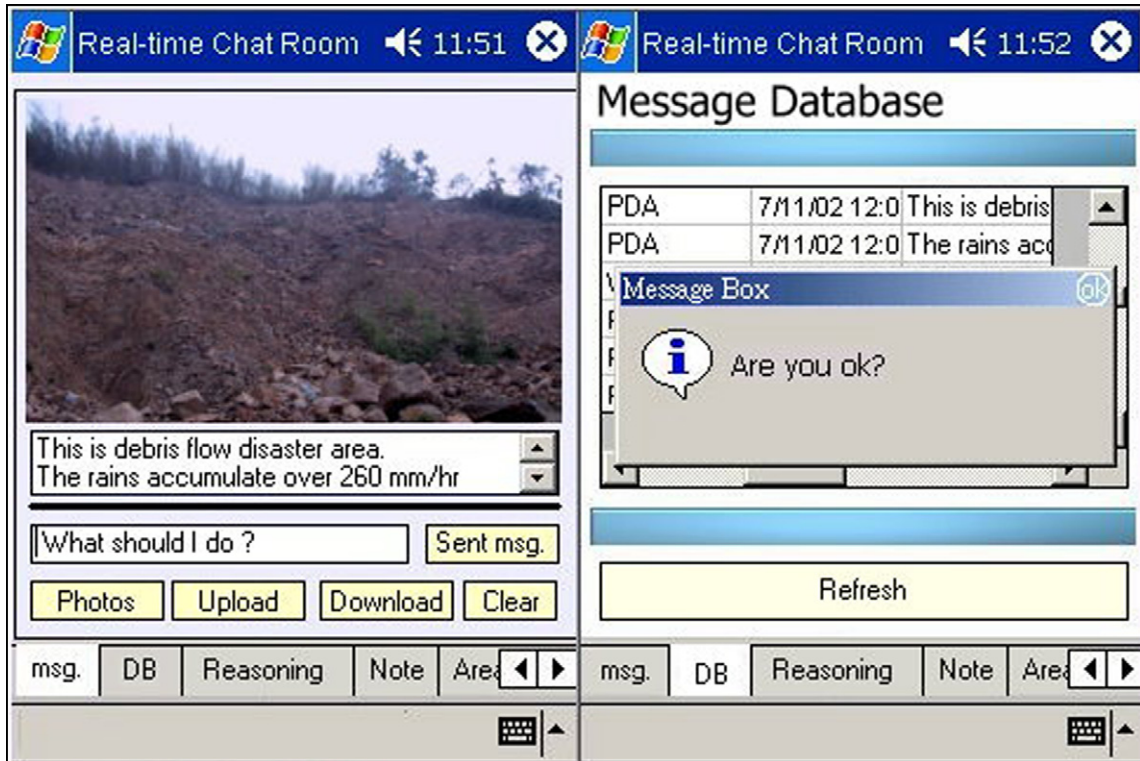 Real-time Chat Room 11:51
This is debris flow disaster area.
The rains accumulate over 260 mm/hr
What should I do ?
Sent msg.
Photos
Upload
Download
Clear
msg.
DB
Reasoning
Note
Area
Real-time Chat Room 11:52
Message Database
PDA 7/11/02 12:0 This is debris
PDA 7/11/02 12:0 The rains acc
Message Box ok
Are you ok?
Refresh
msg.
DB
Reasoning
Note
Area